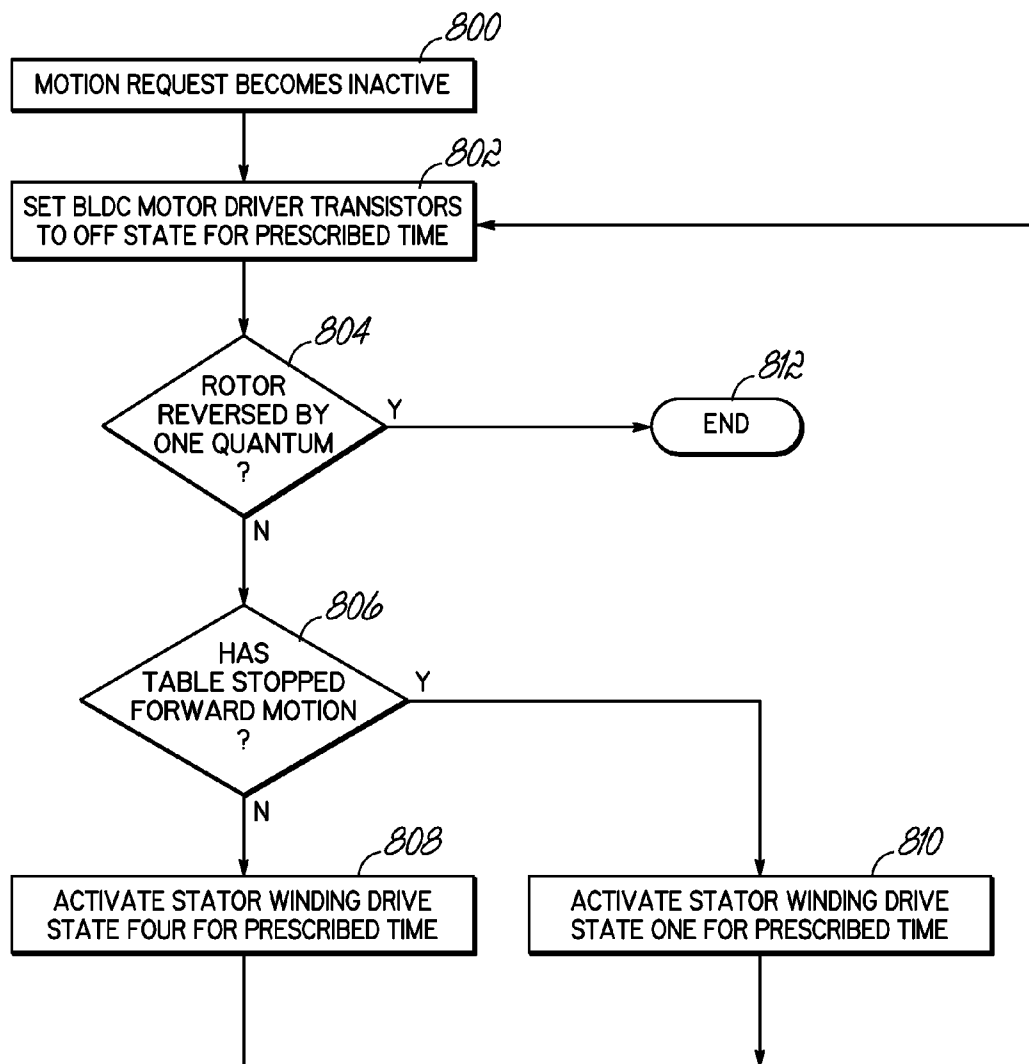 800
MOTION REQUEST BECOMES INACTIVE
802
SET BLDC MOTOR DRIVER TRANSISTORS
TO OFF STATE FOR PRESCRIBED TIME
804
ROTOR
REVERSED BY
ONE QUANTUM
?
Y
N
812
END
806
HAS
TABLE STOPPED
FORWARD MOTION
?
Y
N
808
ACTIVATE STATOR WINDING DRIVE
STATE FOUR FOR PRESCRIBED TIME
810
ACTIVATE STATOR WINDING DRIVE
STATE ONE FOR PRESCRIBED TIME